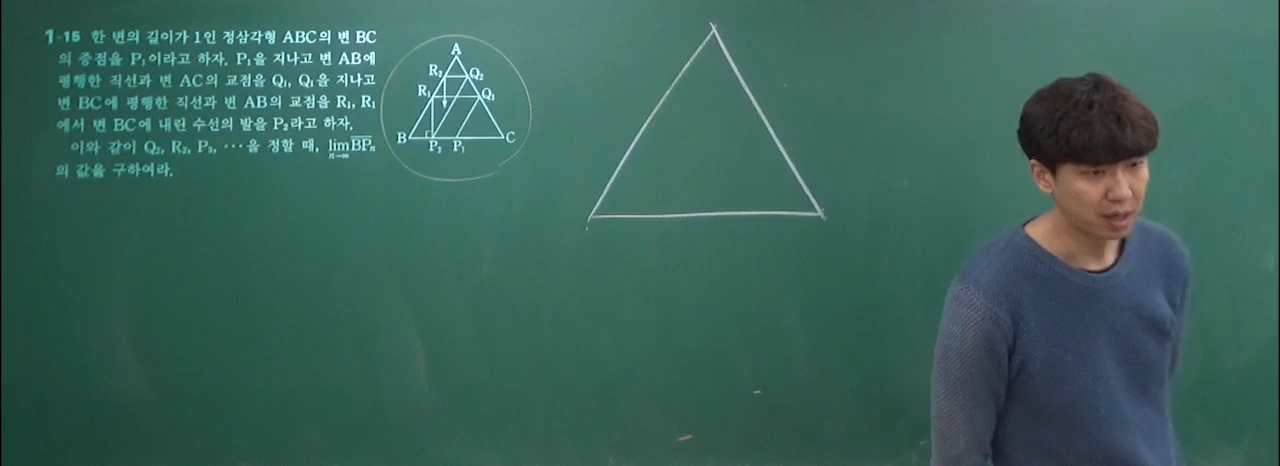 1-15 한 변의 길이가 1인 정삼각형 ABC의 변 BC
의 중점을 P₁이라고 하자. P₁을 지나고 변 AB에
평행한 직선과 변 AC의 교점을 Q₁, Q₁을 지나고
변 BC에 평행한 직선과 변 AB의 교점을 R₁, R₁
에서 변 BC에 내린 수선의 발을 P₂라고 하자.
이와 같이 Q₂, R₂, P₃, ⋯을 정할 때, lim n→∞ BPₙ
의 값을 구하여라.
A
R₂ Q₂
R₁ Q₁
B C
P₂ P₁